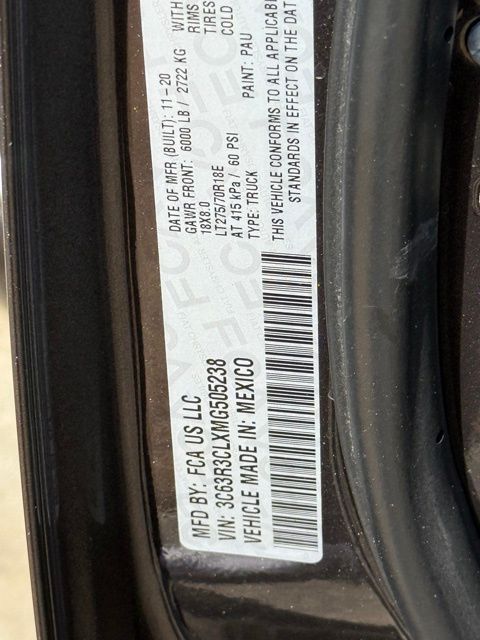 MFD BY: FCA US LLC
VIN: 3C63R3CLXMG505238
VEHICLE MADE IN: MEXICO
DATE OF MFR (BUILT): 11-20
GAWR FRONT: 6000 LB / 2722 KG
18X8.0
LT275/70R18E
AT 415 kPa / 60 PSI
TYPE: TRUCK
PAINT: PAU
WITH
RIMS
TIRES
COLD
THIS VEHICLE CONFORMS TO ALL APPLICABL
STANDARDS IN EFFECT ON THE DAT